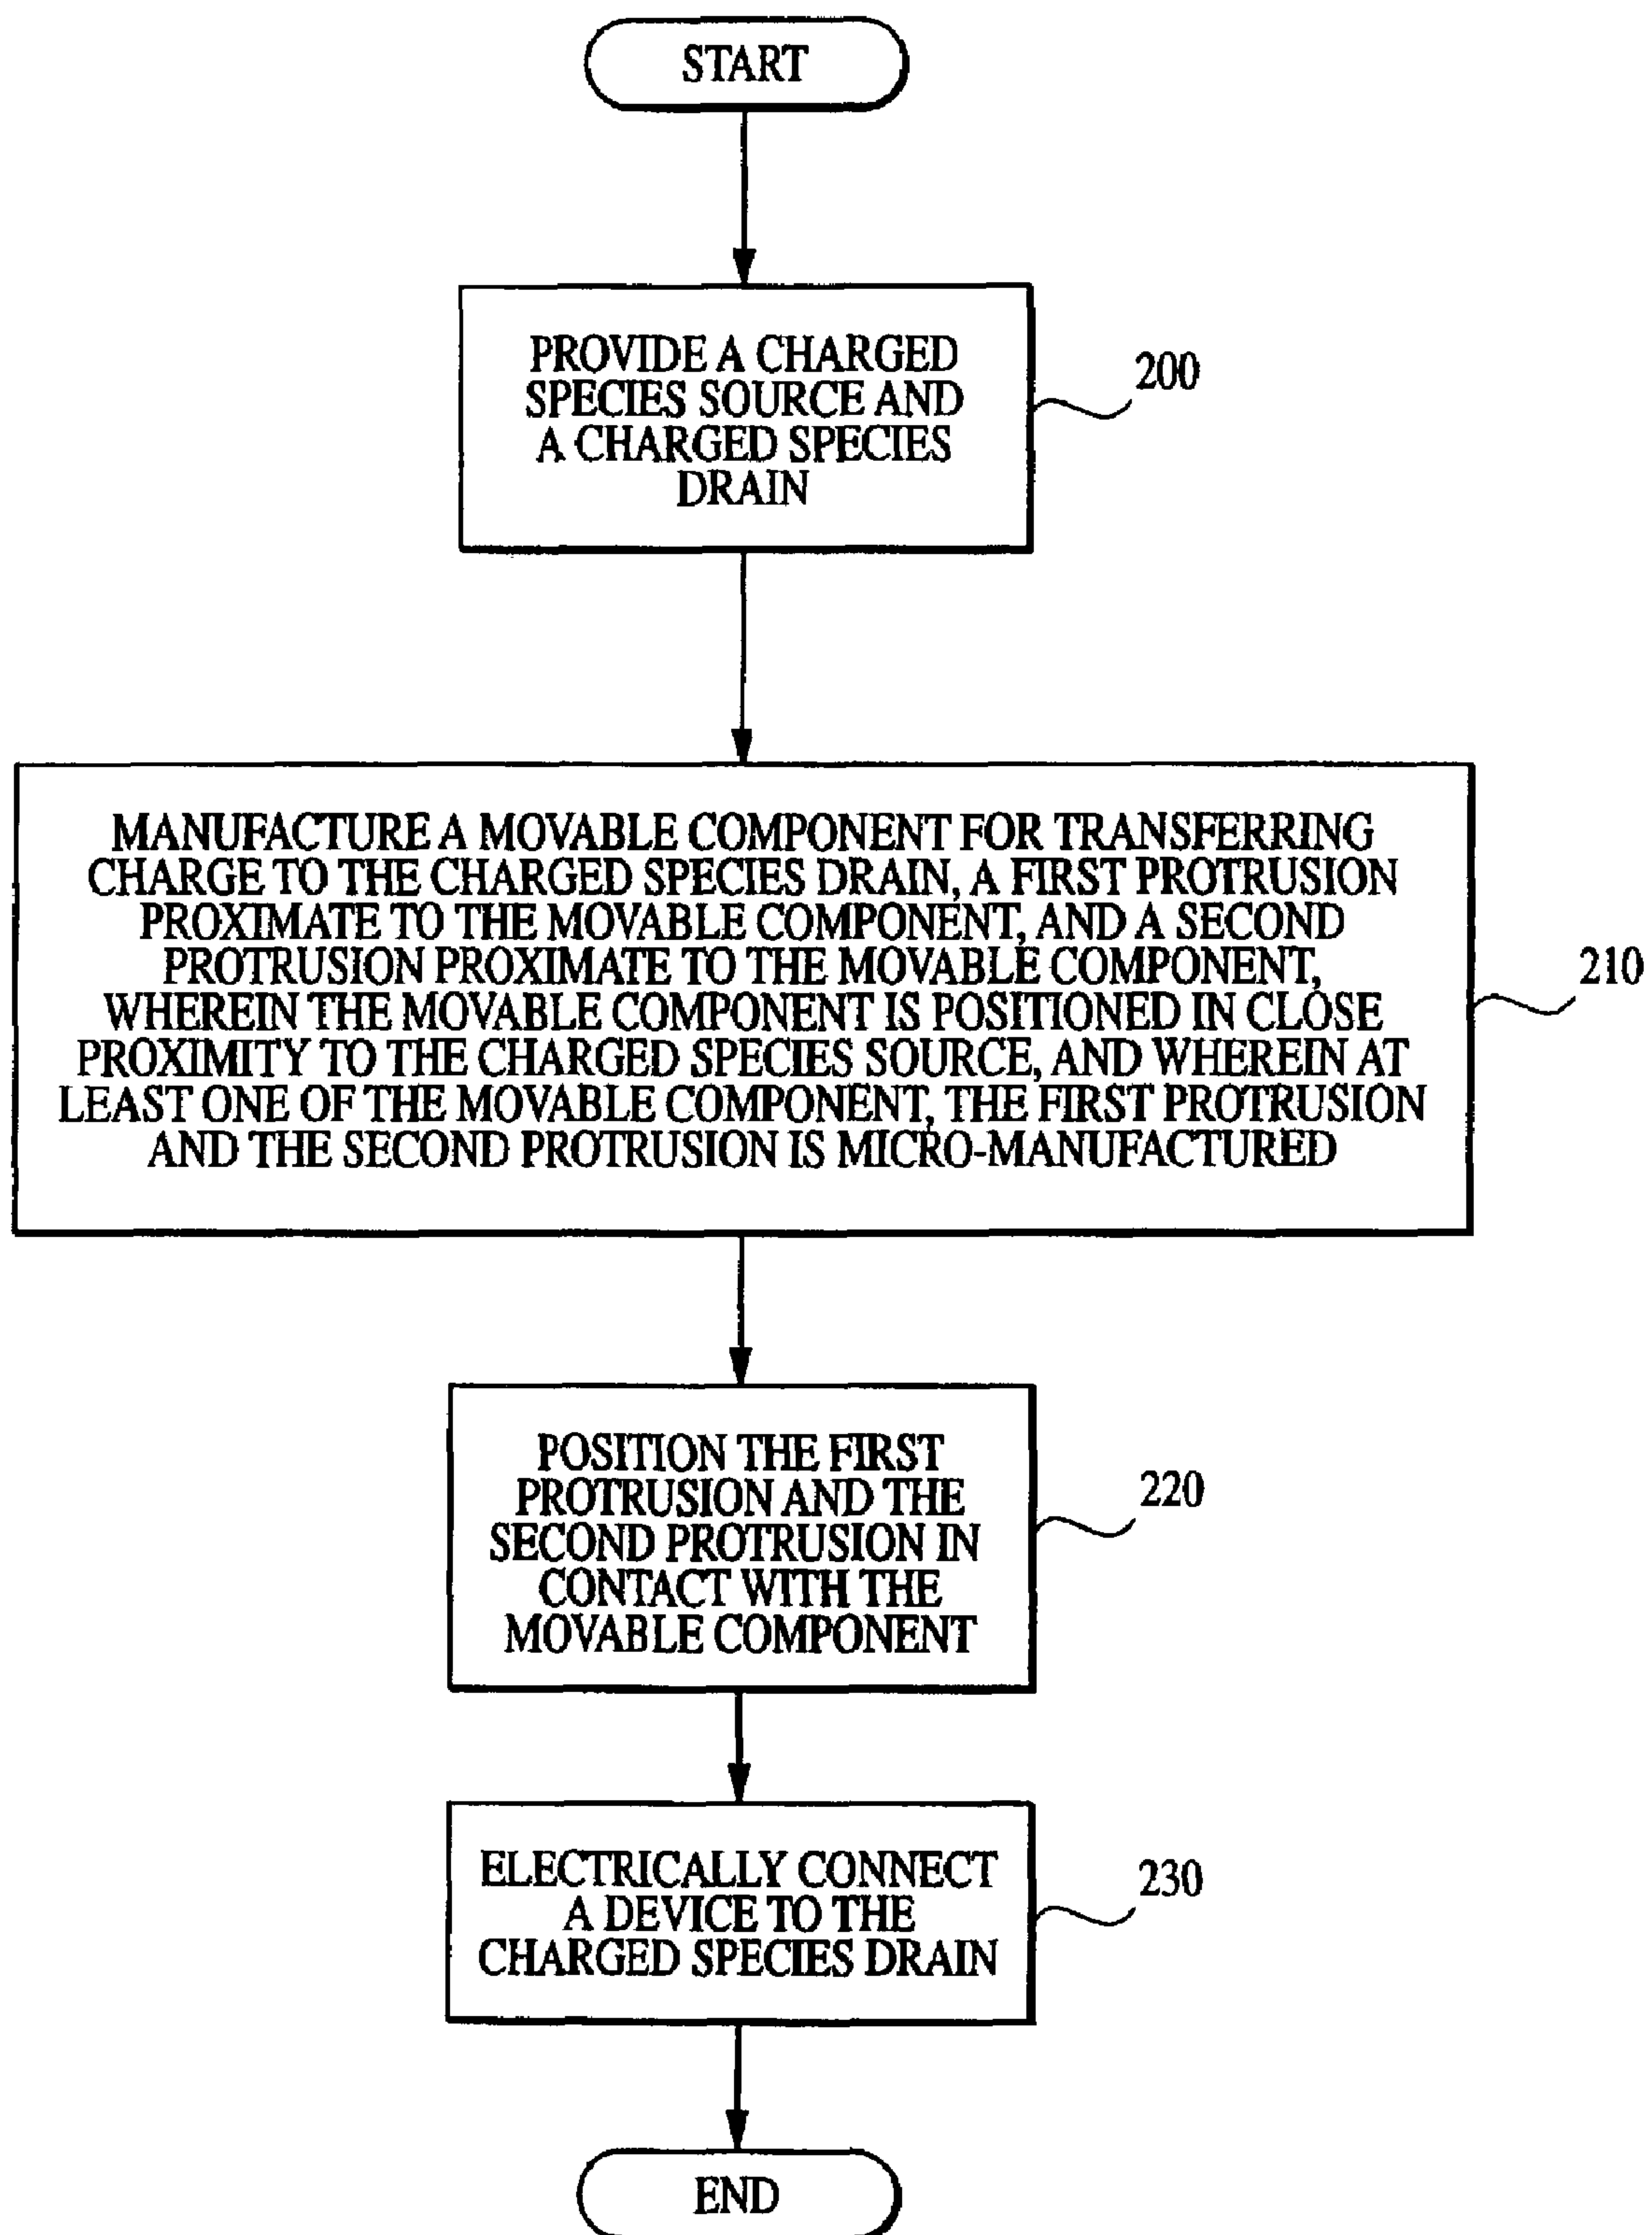 START
PROVIDE A CHARGED
SPECIES SOURCE AND
A CHARGED SPECIES
DRAIN
200
MANUFACTURE A MOVABLE COMPONENT FOR TRANSFERRING
CHARGE TO THE CHARGED SPECIES DRAIN, A FIRST PROTRUSION
PROXIMATE TO THE MOVABLE COMPONENT, AND A SECOND
PROTRUSION PROXIMATE TO THE MOVABLE COMPONENT,
WHEREIN THE MOVABLE COMPONENT IS POSITIONED IN CLOSE
PROXIMITY TO THE CHARGED SPECIES SOURCE, AND WHEREIN AT
LEAST ONE OF THE MOVABLE COMPONENT, THE FIRST PROTRUSION
AND THE SECOND PROTRUSION IS MICRO-MANUFACTURED
210
POSITION THE FIRST
PROTRUSION AND THE
SECOND PROTRUSION IN
CONTACT WITH THE
MOVABLE COMPONENT
220
ELECTRICALLY CONNECT
A DEVICE TO THE
CHARGED SPECIES DRAIN
230
END